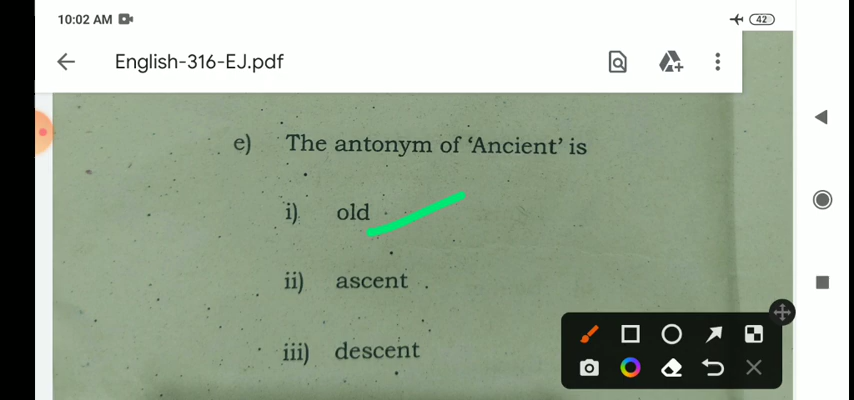 10:02 AM 42
English-316-EJ.pdf
e) The antonym of 'Ancient' is
i) old
ii) ascent
iii) descent